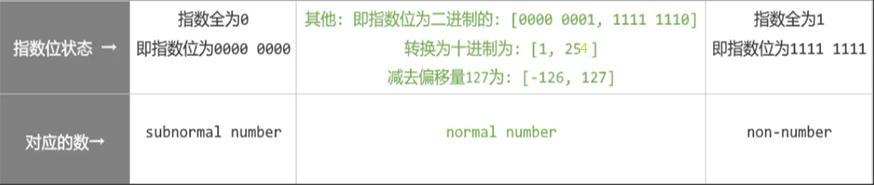 指数位状态 →
指数全为0
即指数位为0000 0000
其他: 即指数位为二进制的: [0000 0001, 1111 1110]
转换为十进制为: [1, 254]
减去偏移量127为: [-126, 127]
指数全为1
即指数位为1111 1111
对应的数→
subnormal number
normal number
non-number